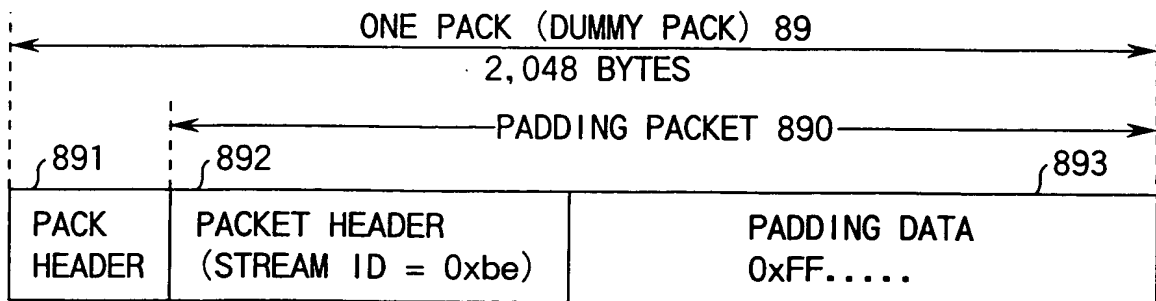 ONE PACK (DUMMY PACK) 89
2,048 BYTES
PADDING PACKET 890
891
892
893
PACK
HEADER
PACKET HEADER
(STREAM ID = 0xbe)
PADDING DATA
0xFF.....